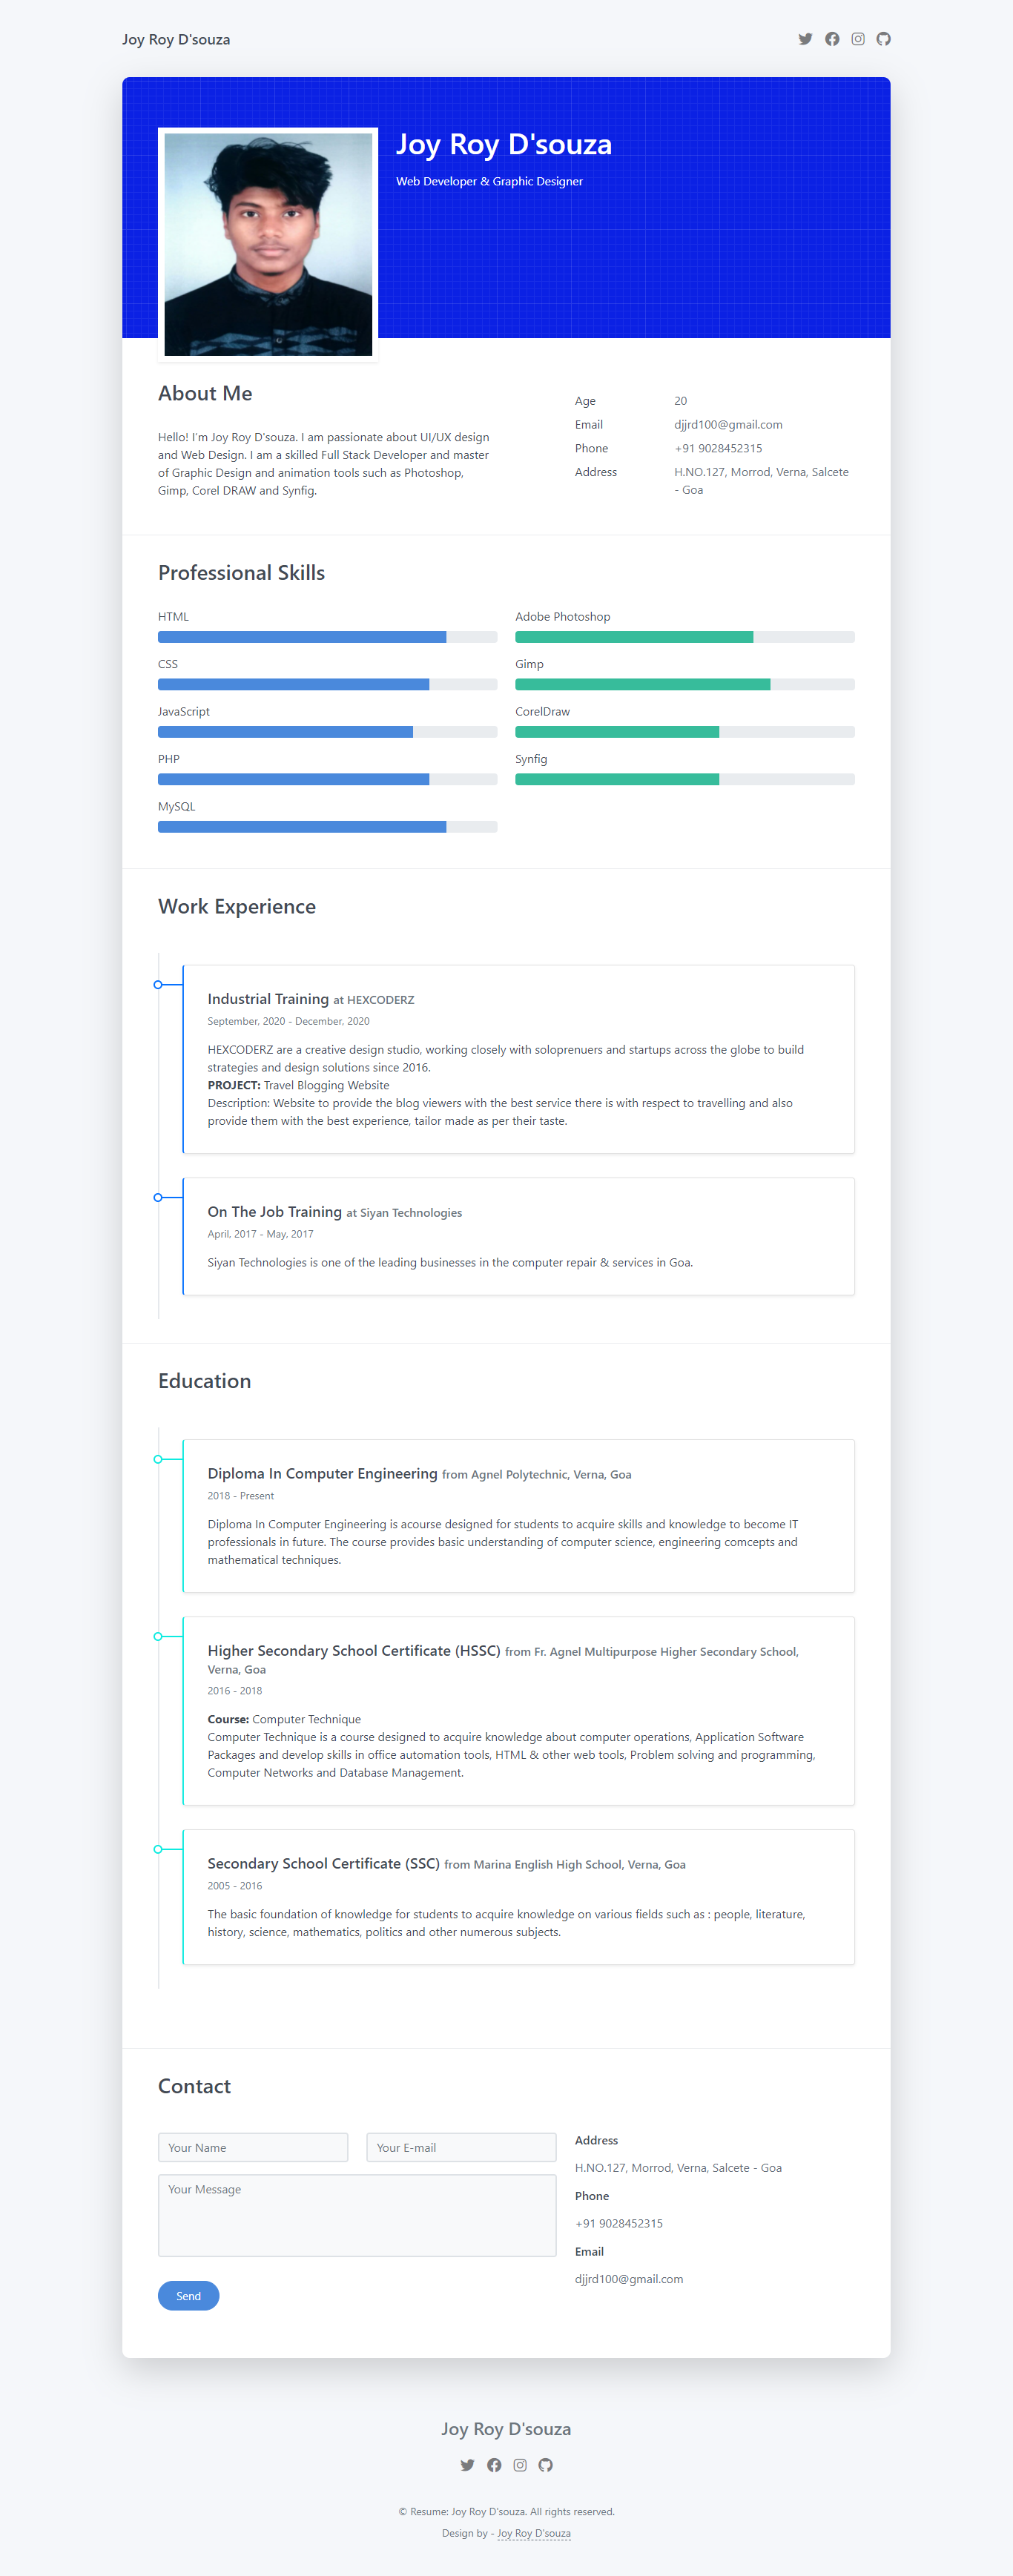 Joy Roy D'souza
Joy Roy D'souza
Web Developer & Graphic Designer
About Me
Hello! I'm Joy Roy D'souza. I am passionate about UI/UX design
and Web Design. I am a skilled Full Stack Developer and master
of Graphic Design and animation tools such as Photoshop,
Gimp, Corel DRAW and Synfig.
Age 20
Email djjrd100@gmail.com
Phone +91 9028452315
Address H.NO.127, Morrod, Verna, Salcete
- Goa
Professional Skills
HTML
CSS
JavaScript
PHP
MySQL
Adobe Photoshop
Gimp
CorelDraw
Synfig
Work Experience
Industrial Training at HEXCODERZ
September, 2020 - December, 2020
HEXCODERZ are a creative design studio, working closely with soloprenuers and startups across the globe to build
strategies and design solutions since 2016.
PROJECT: Travel Blogging Website
Description: Website to provide the blog viewers with the best service there is with respect to travelling and also
provide them with the best experience, tailor made as per their taste.
On The Job Training at Siyan Technologies
April, 2017 - May, 2017
Siyan Technologies is one of the leading businesses in the computer repair & services in Goa.
Education
Diploma In Computer Engineering from Agnel Polytechnic, Verna, Goa
2018 - Present
Diploma In Computer Engineering is acourse designed for students to acquire skills and knowledge to become IT
professionals in future. The course provides basic understanding of computer science, engineering comcepts and
mathematical techniques.
Higher Secondary School Certificate (HSSC) from Fr. Agnel Multipurpose Higher Secondary School,
Verna, Goa
2016 - 2018
Course: Computer Technique
Computer Technique is a course designed to acquire knowledge about computer operations, Application Software
Packages and develop skills in office automation tools, HTML & other web tools, Problem solving and programming,
Computer Networks and Database Management.
Secondary School Certificate (SSC) from Marina English High School, Verna, Goa
2005 - 2016
The basic foundation of knowledge for students to acquire knowledge on various fields such as : people, literature,
history, science, mathematics, politics and other numerous subjects.
Contact
Your Name
Your E-mail
Your Message
Send
Address
H.NO.127, Morrod, Verna, Salcete - Goa
Phone
+91 9028452315
Email
djjrd100@gmail.com
Joy Roy D'souza
© Resume: Joy Roy D'souza. All rights reserved.
Design by - Joy Roy D'souza